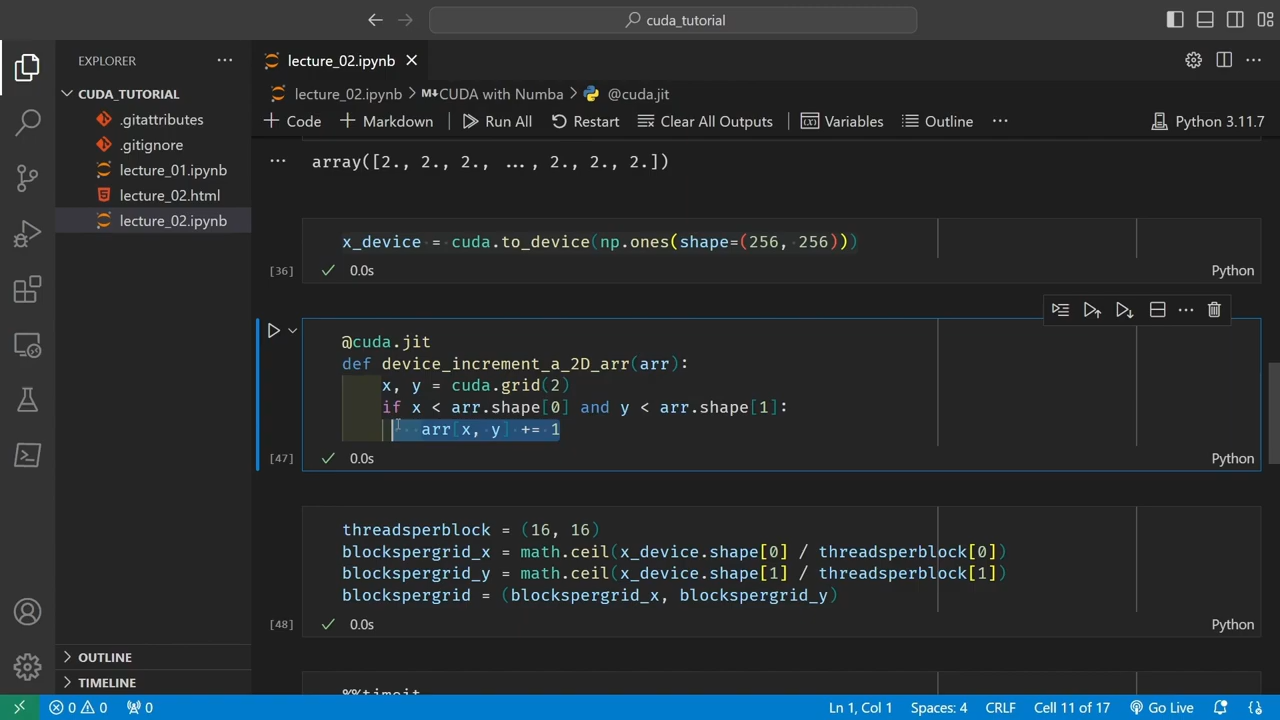 cuda_tutorial
EXPLORER
lecture_02.ipynb
CUDA_TUTORIAL
.gitattributes
.gitignore
lecture_01.ipynb
lecture_02.html
lecture_02.ipynb
OUTLINE
TIMELINE
lecture_02.ipynb > M↓CUDA with Numba > @cuda.jit
+ Code + Markdown Run All Restart Clear All Outputs Variables Outline ... Python 3.11.7
... array([2., 2., 2., ..., 2., 2., 2.])
x_device = cuda.to_device(np.ones(shape=(256, 256)))
[36] ✓ 0.0s Python
@cuda.jit
def device_increment_a_2D_arr(arr):
    x, y = cuda.grid(2)
    if x < arr.shape[0] and y < arr.shape[1]:
        arr[x, y] += 1
[47] ✓ 0.0s Python
threadsperblock = (16, 16)
blockspergrid_x = math.ceil(x_device.shape[0] / threadsperblock[0])
blockspergrid_y = math.ceil(x_device.shape[1] / threadsperblock[1])
blockspergrid = (blockspergrid_x, blockspergrid_y)
[48] ✓ 0.0s Python
%%timeit
0 0 0 Ln 1, Col 1 Spaces: 4 CRLF Cell 11 of 17 Go Live